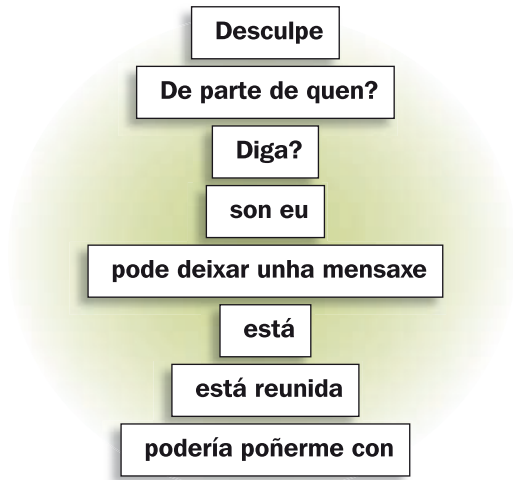 Desculpe
De parte de quen?
Diga?
son eu
pode deixar unha mensaxe
está
está reunida
podería poñerme con